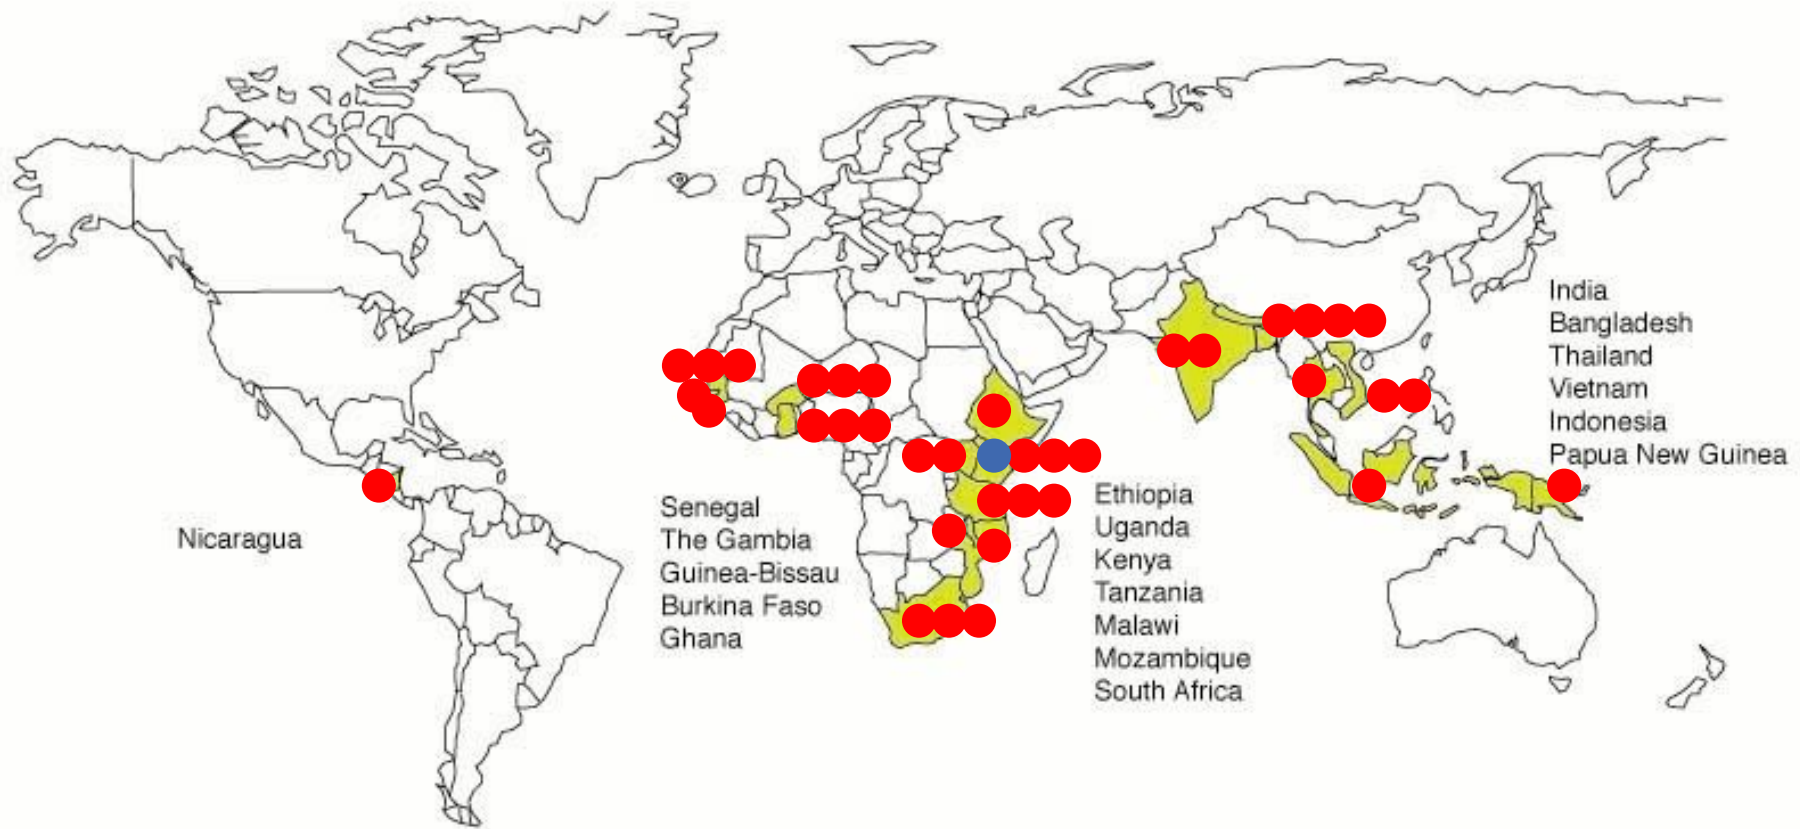 Nicaragua
Senegal
The Gambia
Guinea-Bissau
Burkina Faso
Ghana
Ethiopia
Uganda
Kenya
Tanzania
Malawi
Mozambique
South Africa
India
Bangladesh
Thailand
Vietnam
Indonesia
Papua New Guinea